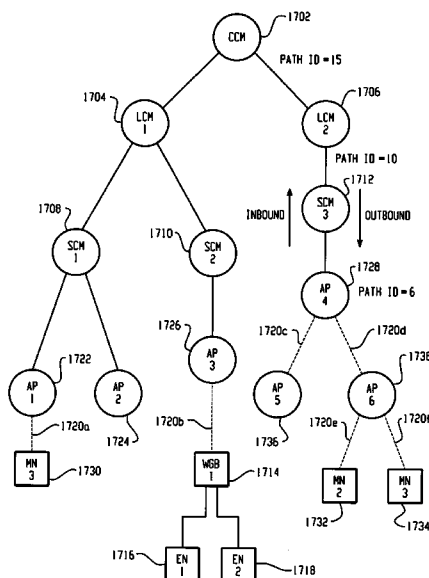 1702
CCM
PATH ID =15
1704
1706
LCM
1
LCM
2
PATH ID=10
1708
1712
SCM
1
1710
SCM
2
INBOUND
SCM
3
OUTBOUND
1728
AP
4
PATH ID=6
1726
1722
AP
3
1720c
1720d
1738
AP
1
AP
2
AP
5
AP
6
1720a
1724
1720b
1736
1720e
1720f
MN
3
1730
WGB
1
1714
MN
2
MN
3
1732
1734
1716
EN
1
EN
2
1718